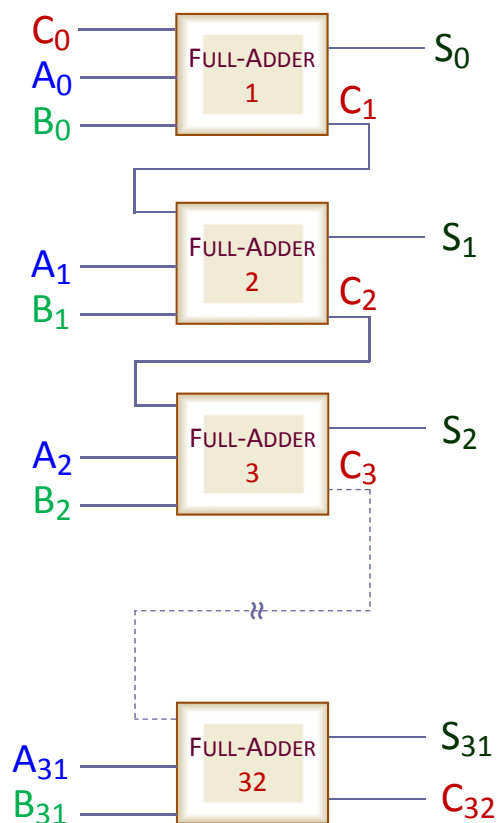 C0
A0
B0
FULL-ADDER
1
S0
C1
A1
B1
FULL-ADDER
2
S1
C2
A2
B2
FULL-ADDER
3
S2
C3
≈
A31
B31
FULL-ADDER
32
S31
C32